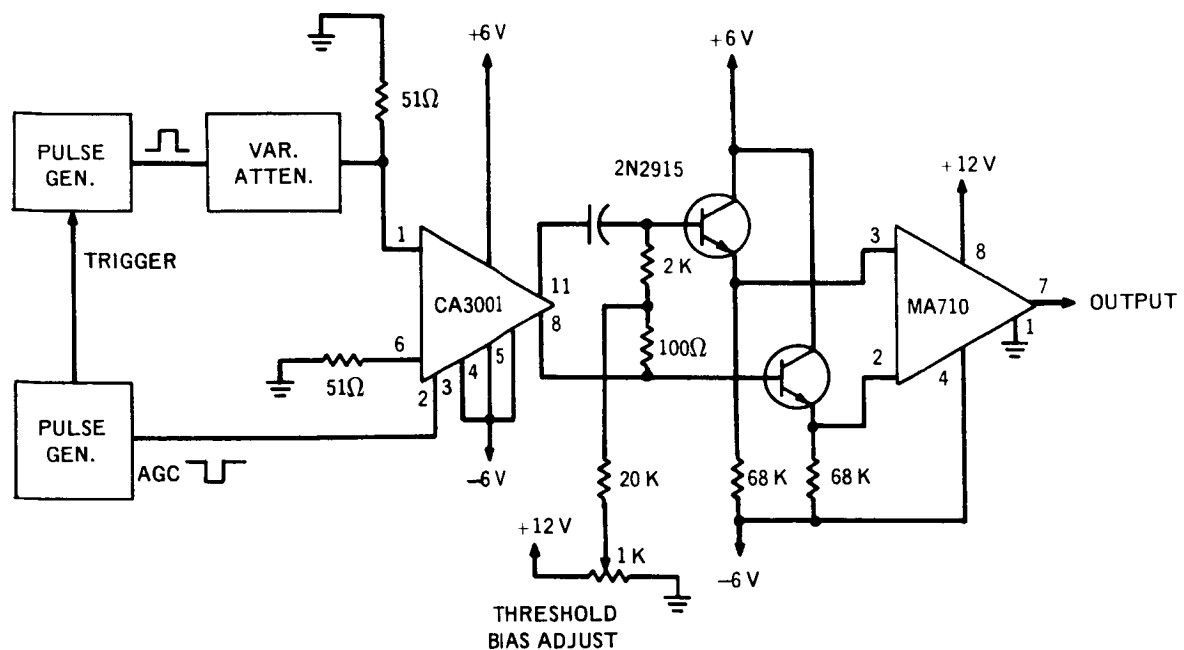 +6 V
51Ω
PULSE
GEN.
VAR.
ATTEN.
TRIGGER
1
CA3001
11
8
6
51Ω
2
3
4
5
PULSE
GEN.
AGC
−6 V
+6 V
2N2915
2 K
100Ω
20 K
+12 V
1 K
THRESHOLD
BIAS ADJUST
68 K
68 K
−6 V
+12 V
3
8
MA710
7
OUTPUT
1
2
4